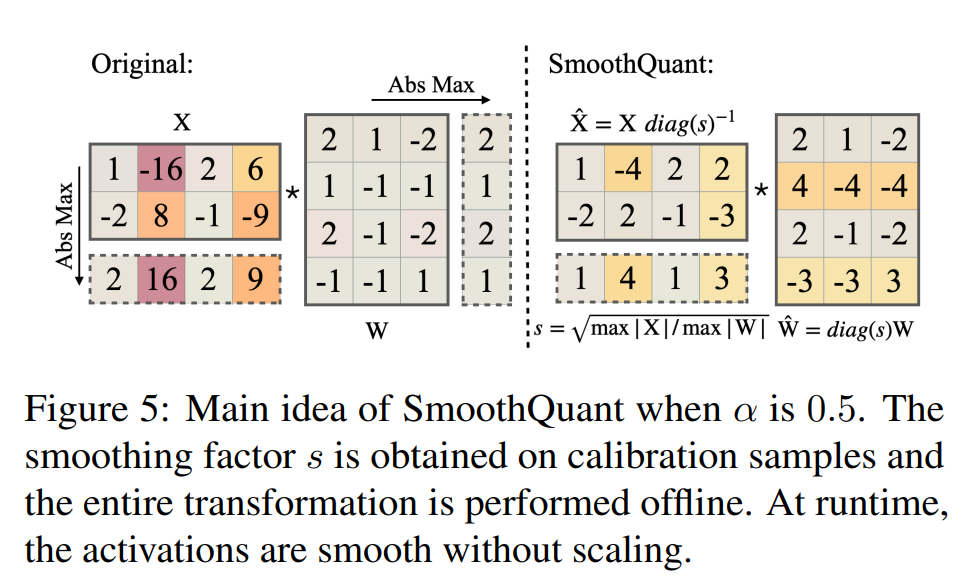 Original:
SmoothQuant:
Abs Max
X
X̂ = X diag(s)⁻¹
Abs Max
1 -16 2 6
-2 8 -1 -9
2 16 2 9
*
2 1 -2 2
1 -1 -1 1
2 -1 -2 2
-1 -1 1 1
W
1 -4 2 2
-2 2 -1 -3
1 4 1 3
s = √max|X|/max|W|
*
2 1 -2
4 -4 -4
2 -1 -2
-3 -3 3
Ŵ = diag(s)W
Figure 5: Main idea of SmoothQuant when α is 0.5. The
smoothing factor s is obtained on calibration samples and
the entire transformation is performed offline. At runtime,
the activations are smooth without scaling.